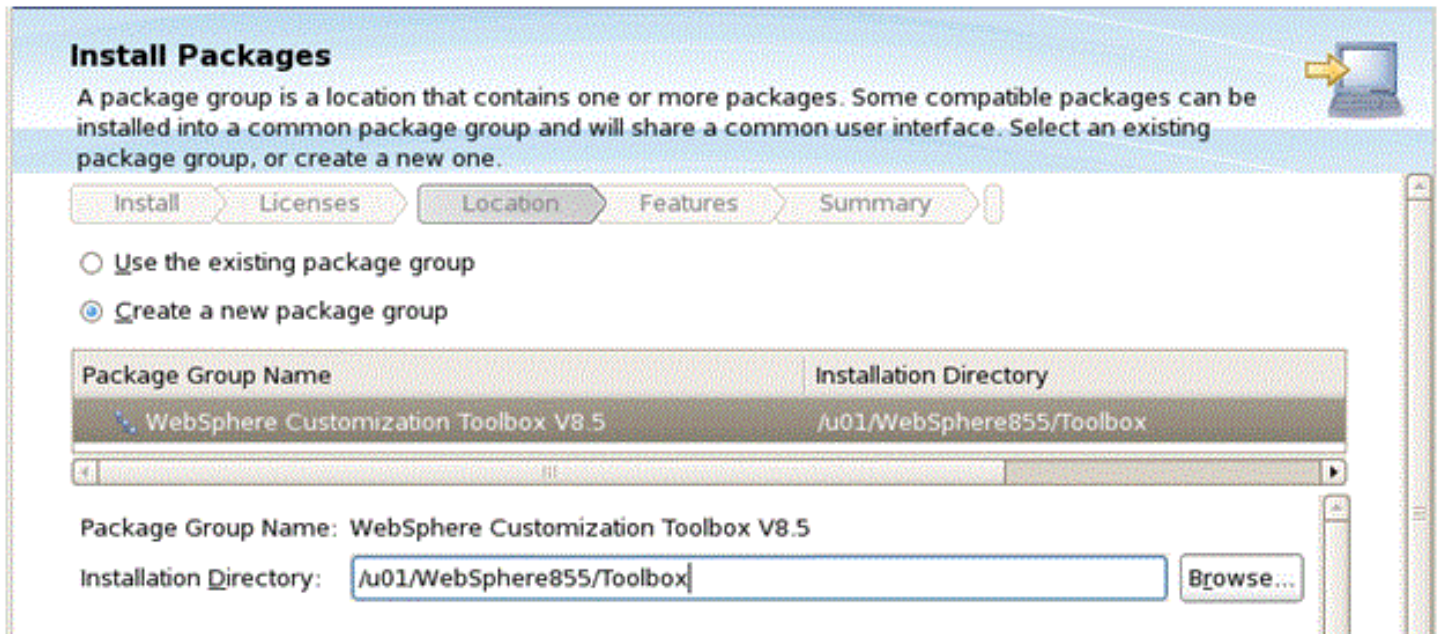 Install Packages
A package group is a location that contains one or more packages. Some compatible packages can be
installed into a common package group and will share a common user interface. Select an existing
package group, or create a new one.
Install Licenses Location Features Summary
Use the existing package group
Create a new package group
Package Group Name Installation Directory
WebSphere Customization Toolbox V8.5 /u01/WebSphere855/Toolbox
Package Group Name: WebSphere Customization Toolbox V8.5
Installation Directory: /u01/WebSphere855/Toolbox Browse...